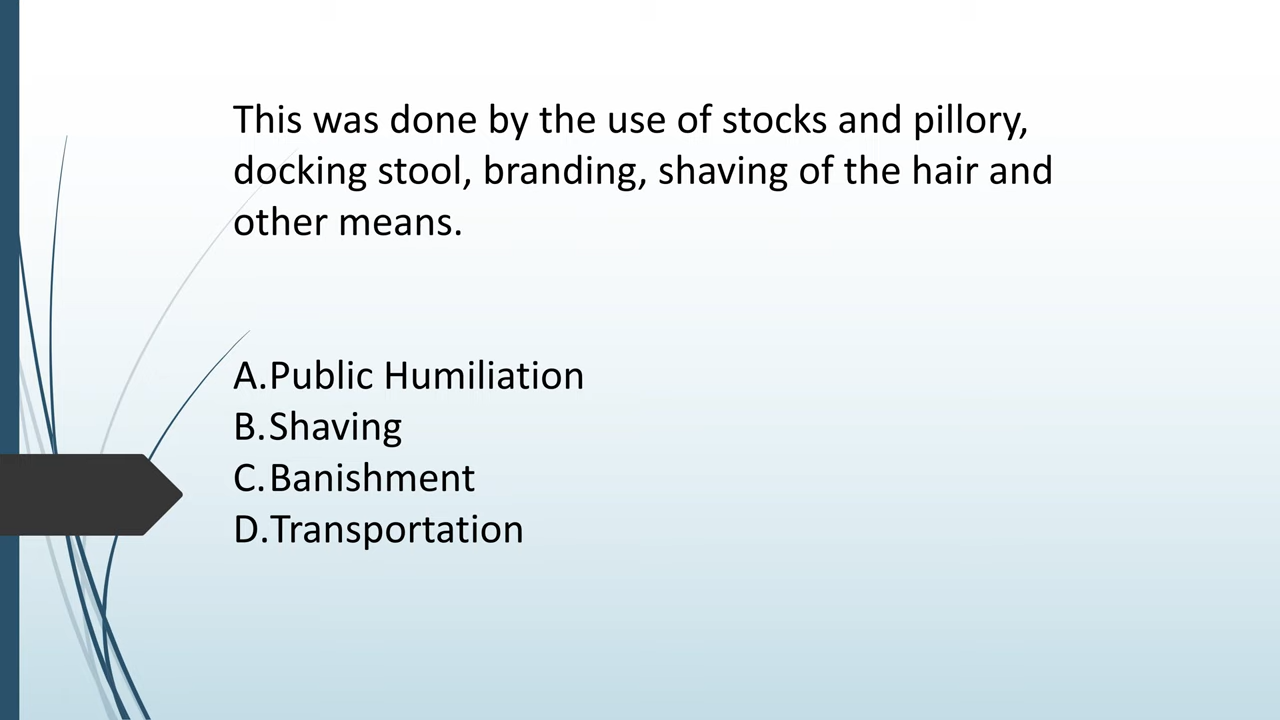 This was done by the use of stocks and pillory,
docking stool, branding, shaving of the hair and
other means.
A.Public Humiliation
B.Shaving
C.Banishment
D.Transportation